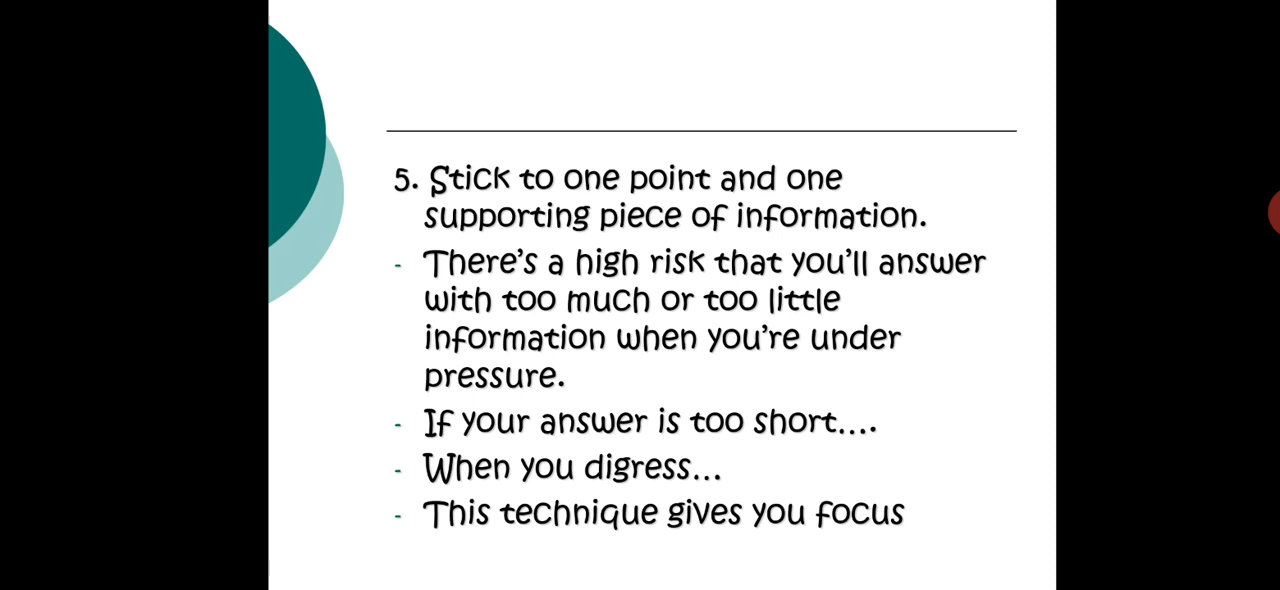 5. Stick to one point and one
supporting piece of information.
- There's a high risk that you'll answer
with too much or too little
information when you're under
pressure.
- If your answer is too short....
- When you digress...
- This technique gives you focus